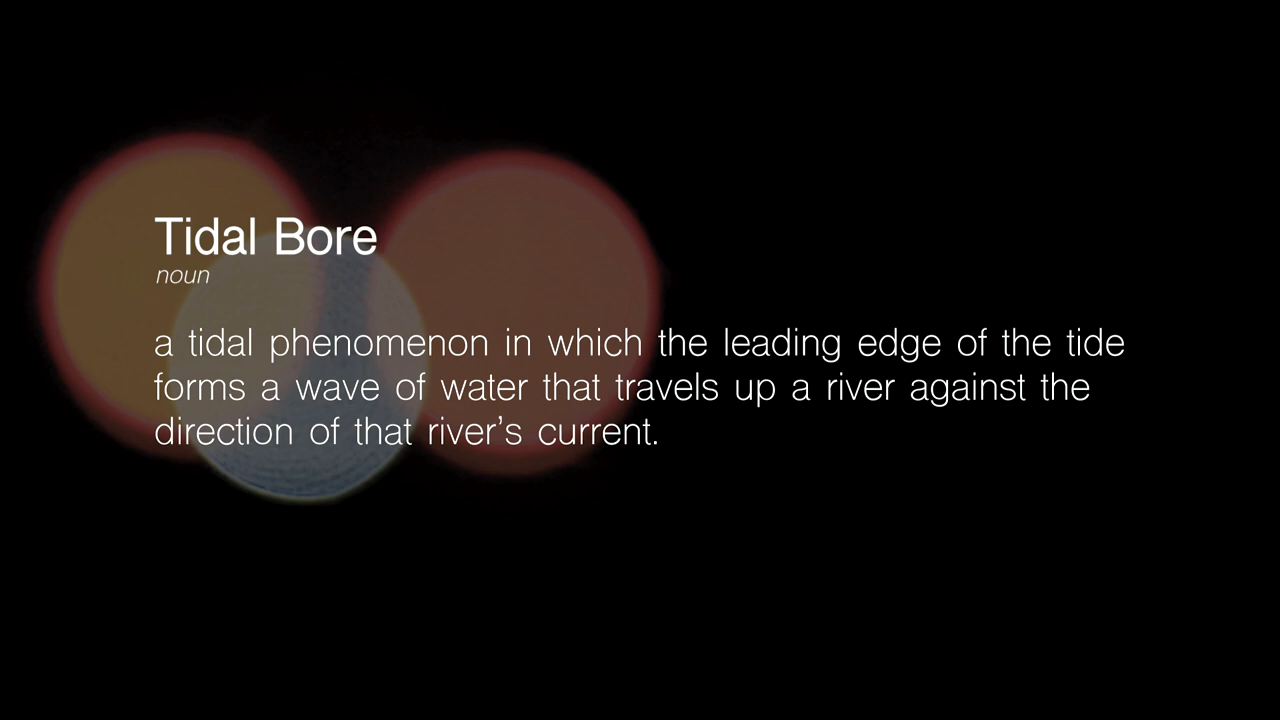 Tidal Bore
noun
a tidal phenomenon in which the leading edge of the tide
forms a wave of water that travels up a river against the
direction of that river's current.